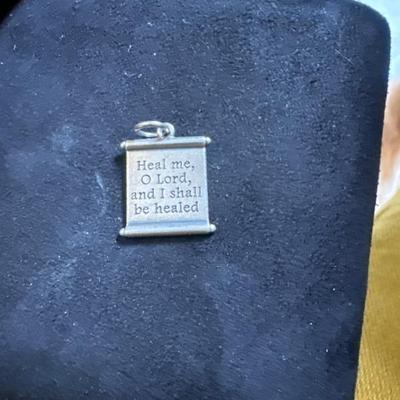 Heal me,
O Lord,
and I shall
be healed